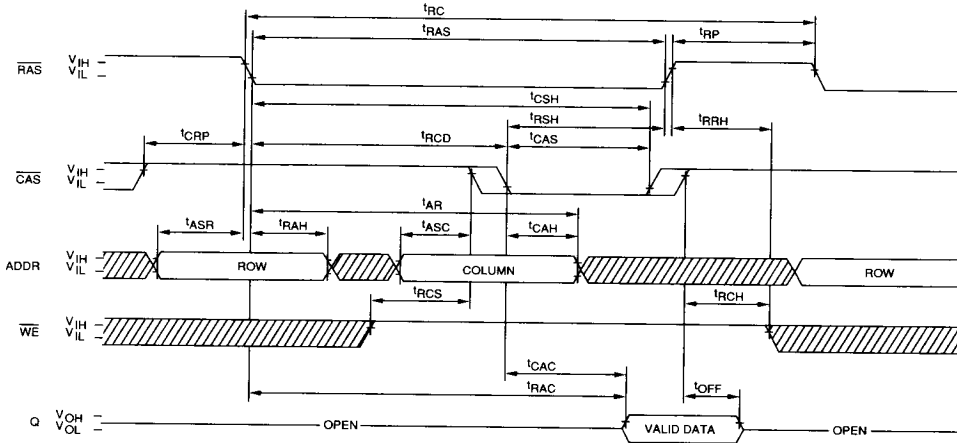 tRC
tRAS
tRP
RAS
VIH
VIL
tCSH
tRSH
tRRH
tCRP
tRCD
tCAS
CAS
VIH
VIL
tAR
tASR
tRAH
tASC
tCAH
ADDR
VIH
VIL
ROW
COLUMN
ROW
tRCS
tRCH
WE
VIH
VIL
tCAC
tRAC
tOFF
Q
VOH
VOL
OPEN
VALID DATA
OPEN